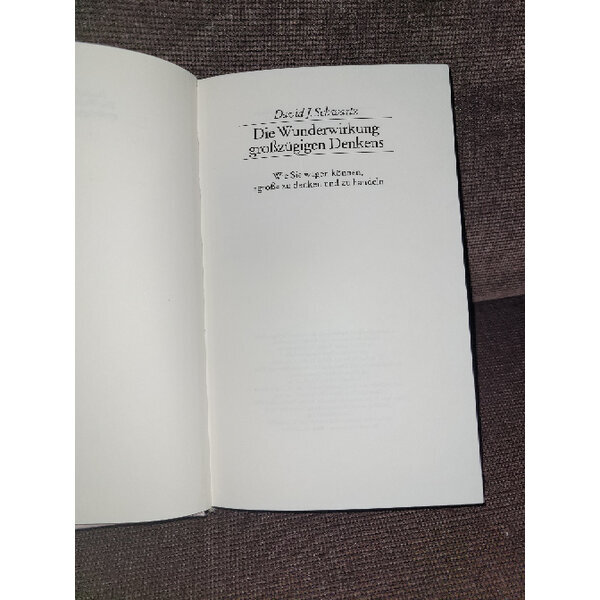 David J. Schwartz
Die Wunderwirkung
großzügigen Denkens
Wie Sie wagen können,
»groß« zu denken und zu handeln